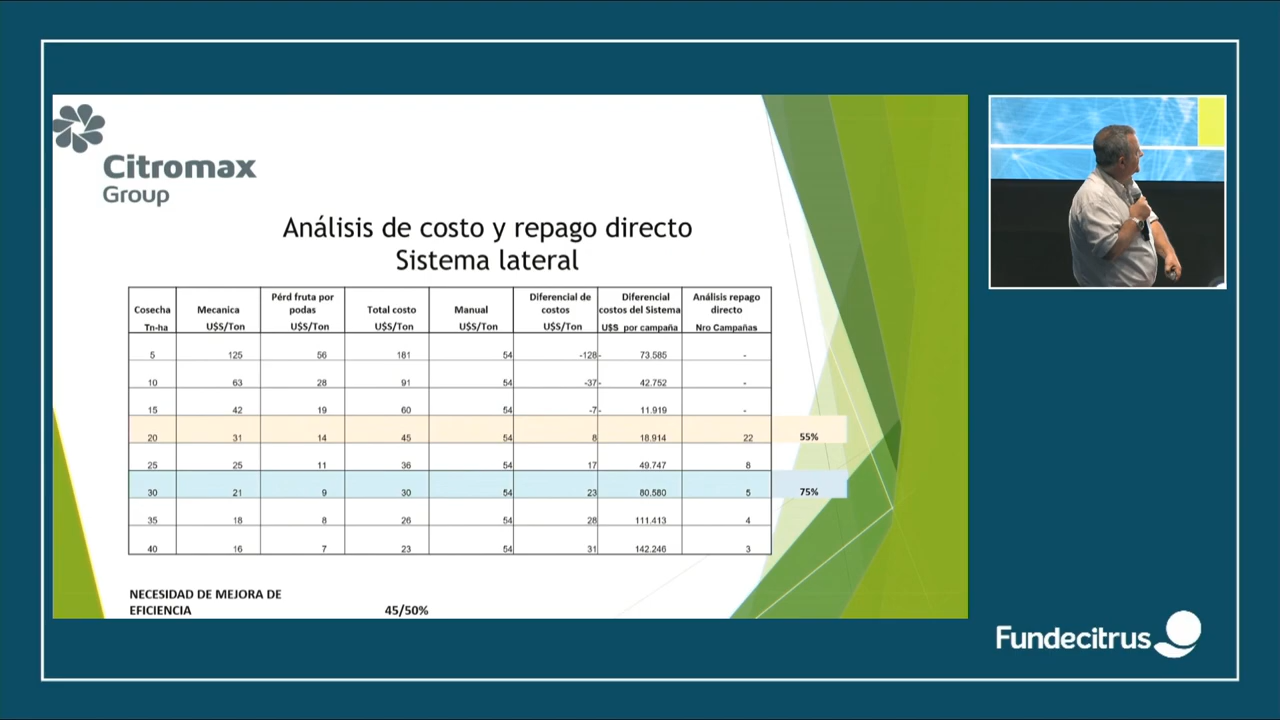 Citromax
Group
Análisis de costo y repago directo
Sistema lateral
Cosecha Mecanica Pérd fruta por podas Total costo Manual Diferencial de costos Diferencial costos del Sistema Análisis repago directo
Tn-ha U$S/Ton U$S/Ton U$S/Ton U$S/Ton U$S/Ton U$S por campaña Nro Campañas
5 125 56 181 54 -128 - 73.585 -
10 63 28 91 54 -37 - 42.752 -
15 42 19 60 54 -7 - 11.919 -
20 31 14 45 54 8 18.914 22 55%
25 25 11 36 54 17 49.747 8
30 21 9 30 54 23 80.580 5 75%
35 18 8 26 54 28 111.413 4
40 16 7 23 54 31 142.246 3
NECESIDAD DE MEJORA DE
EFICIENCIA 45/50%
Fundecitrus